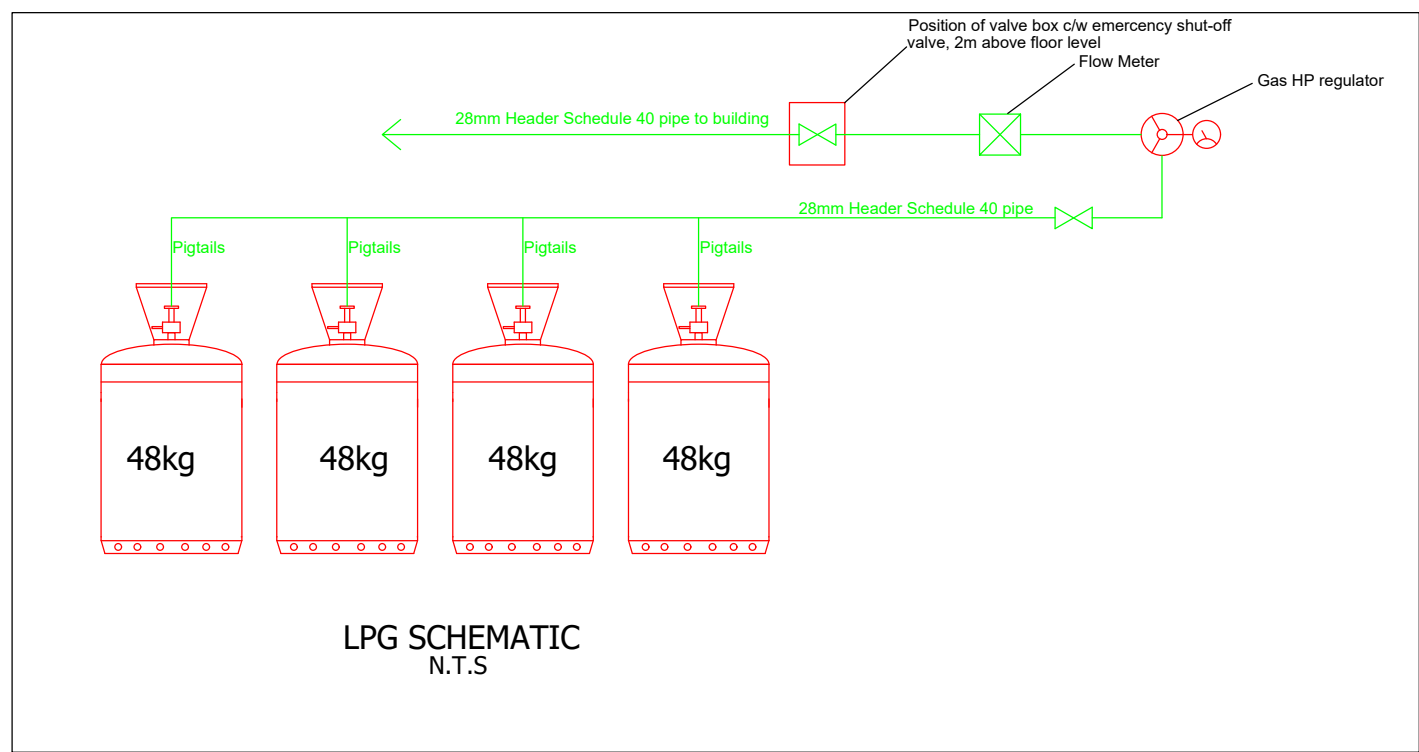 Position of valve box c/w emercency shut-off
valve, 2m above floor level
Flow Meter
Gas HP regulator
28mm Header Schedule 40 pipe to building
28mm Header Schedule 40 pipe
Pigtails
Pigtails
Pigtails
Pigtails
48kg
48kg
48kg
48kg
LPG SCHEMATIC
N.T.S